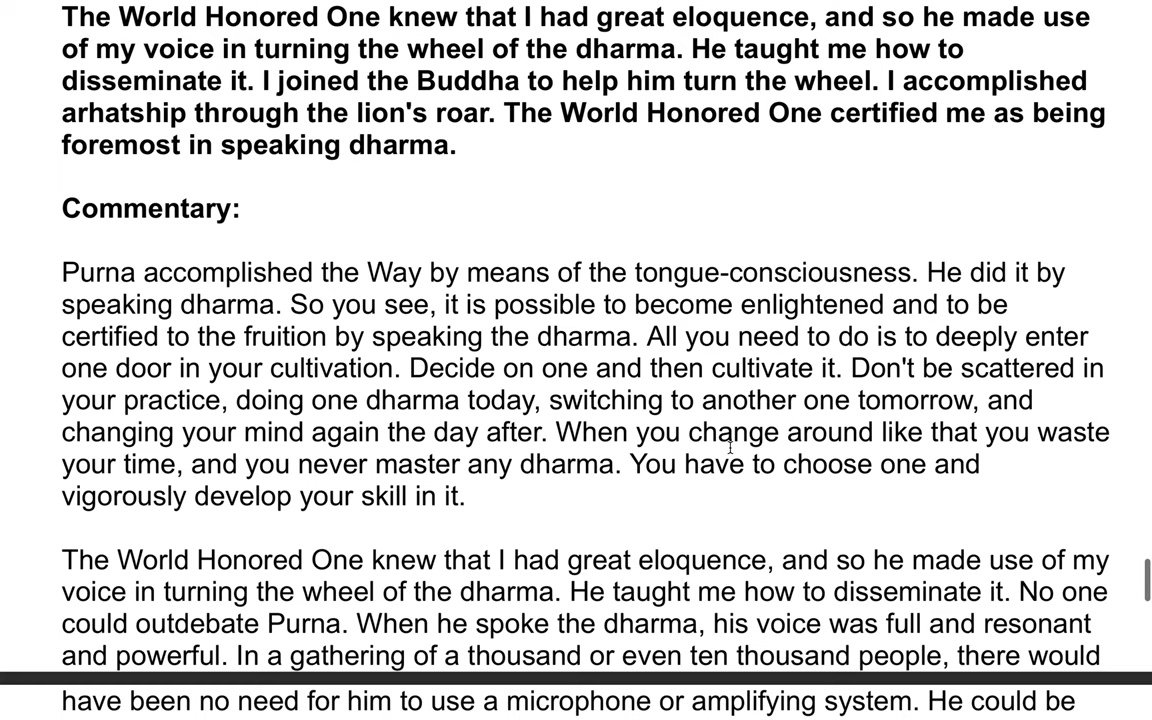 The World Honored One knew that I had great eloquence, and so he made use
of my voice in turning the wheel of the dharma. He taught me how to
disseminate it. I joined the Buddha to help him turn the wheel. I accomplished
arhatship through the lion's roar. The World Honored One certified me as being
foremost in speaking dharma.
Commentary:
Purna accomplished the Way by means of the tongue-consciousness. He did it by
speaking dharma. So you see, it is possible to become enlightened and to be
certified to the fruition by speaking the dharma. All you need to do is to deeply enter
one door in your cultivation. Decide on one and then cultivate it. Don't be scattered in
your practice, doing one dharma today, switching to another one tomorrow, and
changing your mind again the day after. When you change around like that you waste
your time, and you never master any dharma. You have to choose one and
vigorously develop your skill in it.
The World Honored One knew that I had great eloquence, and so he made use of my
voice in turning the wheel of the dharma. He taught me how to disseminate it. No one
could outdebate Purna. When he spoke the dharma, his voice was full and resonant
and powerful. In a gathering of a thousand or even ten thousand people, there would
have been no need for him to use a microphone or amplifying system. He could be